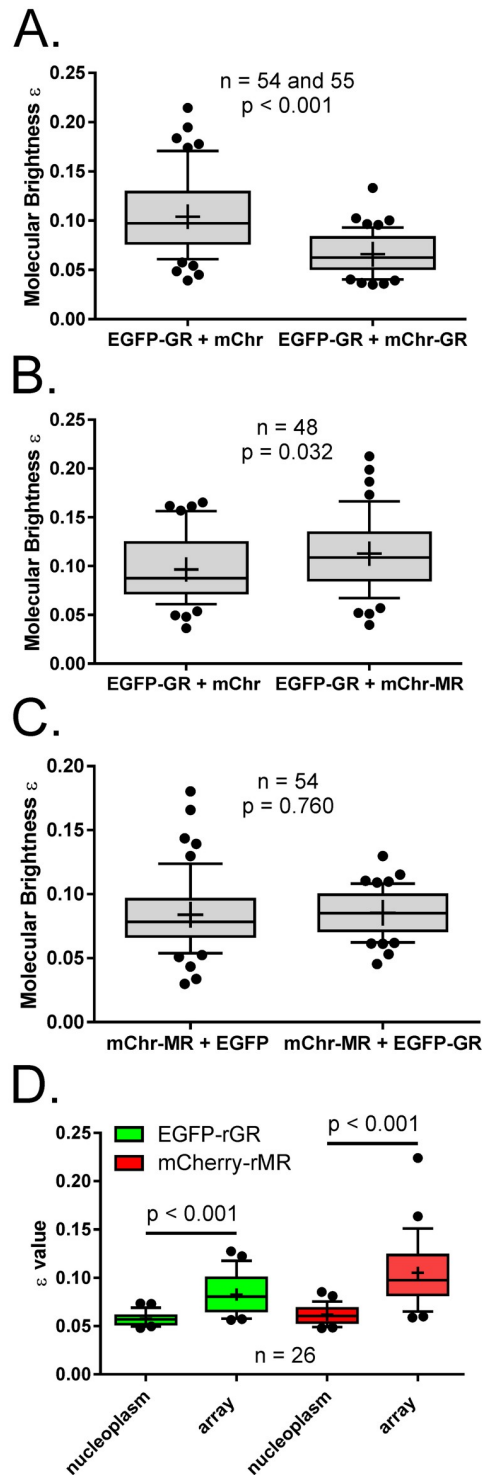 A.
Molecular Brightness ε
0.25
0.20
0.15
0.10
0.05
0.00
n = 54 and 55
p < 0.001
EGFP-GR + mChr
EGFP-GR + mChr-GR
B.
Molecular Brightness ε
0.25
0.20
0.15
0.10
0.05
0.00
n = 48
p = 0.032
EGFP-GR + mChr
EGFP-GR + mChr-MR
C.
Molecular Brightness ε
0.20
0.15
0.10
0.05
0.00
n = 54
p = 0.760
mChr-MR + EGFP
mChr-MR + EGFP-GR
D.
ε value
0.25
0.20
0.15
0.10
0.05
0.00
EGFP-rGR
mCherry-rMR
p < 0.001
p < 0.001
n = 26
nucleoplasm
array
nucleoplasm
array